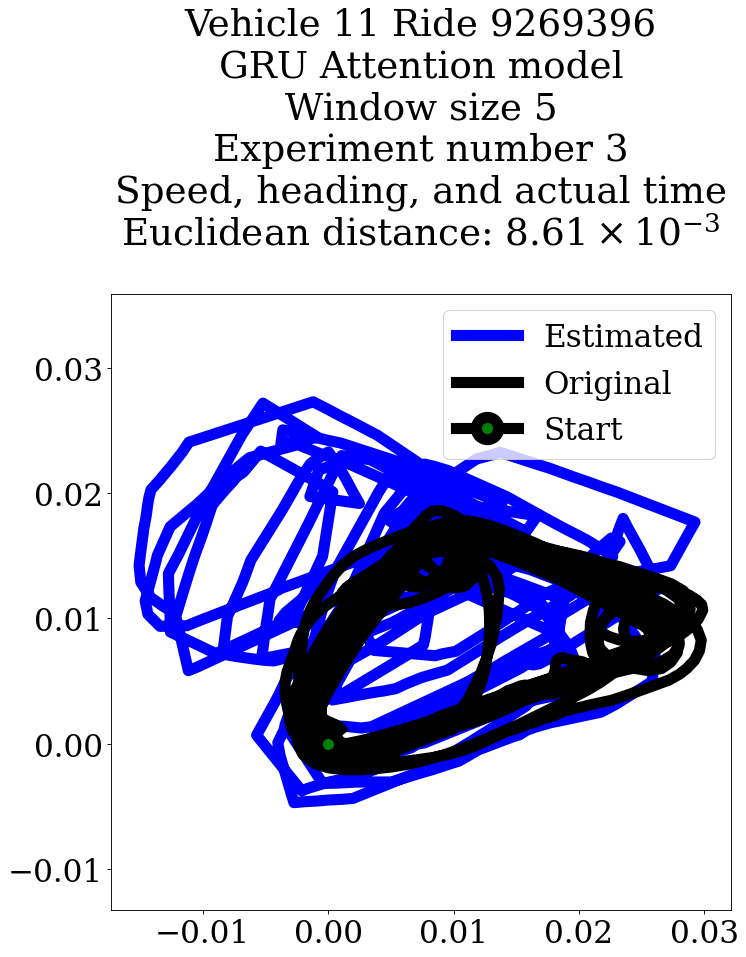 Vehicle 11 Ride 9269396
GRU Attention model
Window size 5
Experiment number 3
Speed, heading, and actual time
Euclidean distance: 8.61 × 10⁻³
Estimated
Original
Start
0.03
0.02
0.01
0.00
−0.01
−0.01 0.00 0.01 0.02 0.03